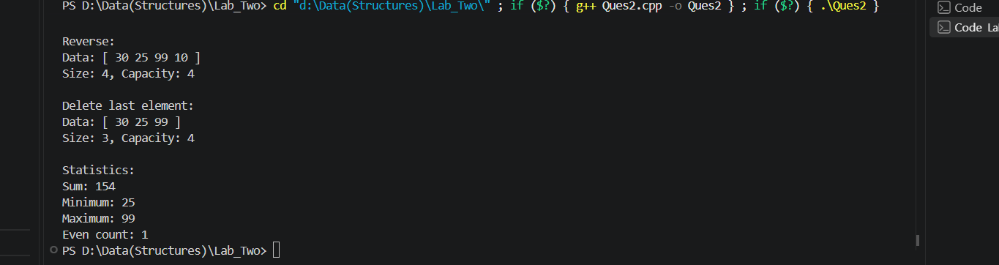 PS D:\Data(Structures)\Lab_Two> cd "d:\Data(Structures)\Lab_Two\" ; if ($?) { g++ Ques2.cpp -o Ques2 } ; if ($?) { .\Ques2 }
Reverse:
Data: [ 30 25 99 10 ]
Size: 4, Capacity: 4
Delete last element:
Data: [ 30 25 99 ]
Size: 3, Capacity: 4
Statistics:
Sum: 154
Minimum: 25
Maximum: 99
Even count: 1
PS D:\Data(Structures)\Lab_Two>
Code
Code La